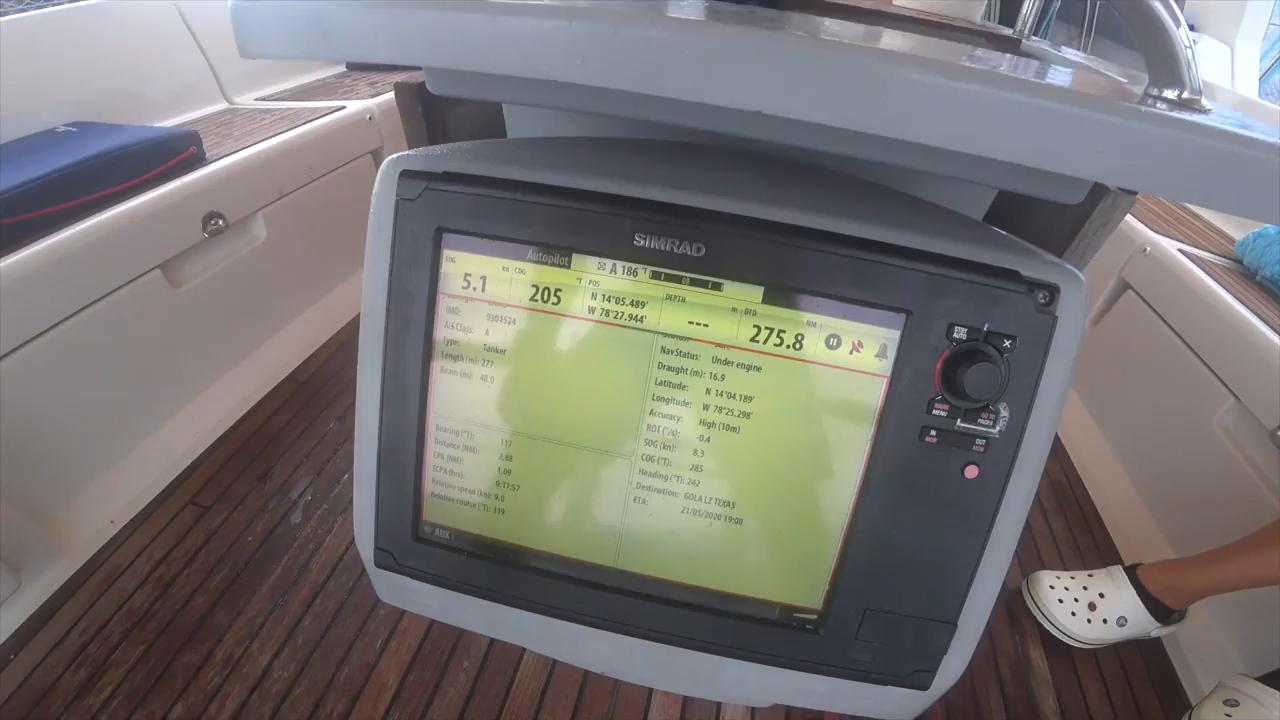 SIMRAD
Autopilot
A 186 °T
SOG kn
5.1
COG °T
205
POS
N 14°05.489'
W 78°27.944'
DEPTH m
---
DTD NM
275.8
IMO: 9304524
AIS Class: A
Type: Tanker
Length (m): 277
Beam (m): 48.0
NavStatus: Under engine
Draught (m): 16.9
Latitude: N 14°04.189'
Longitude: W 78°25.298'
Accuracy: High (10m)
ROT (°/s): -0.4
SOG (kn): 8.3
COG (°T): 285
Heading (°T): 242
Destination: GOLA LZ TEXAS
ETA: 21/05/2020 19:00
Bearing (°T): 117
Distance (NM): 2.88
CPA (NM): 1.09
TCPA (hrs): 0:17:57
Relative speed (kn): 9.0
Relative course (°T): 319
AUX
STBY
AUTO
X
MARK
MENU
GO TO
PAGES
IN
MOB
OUT
MOB